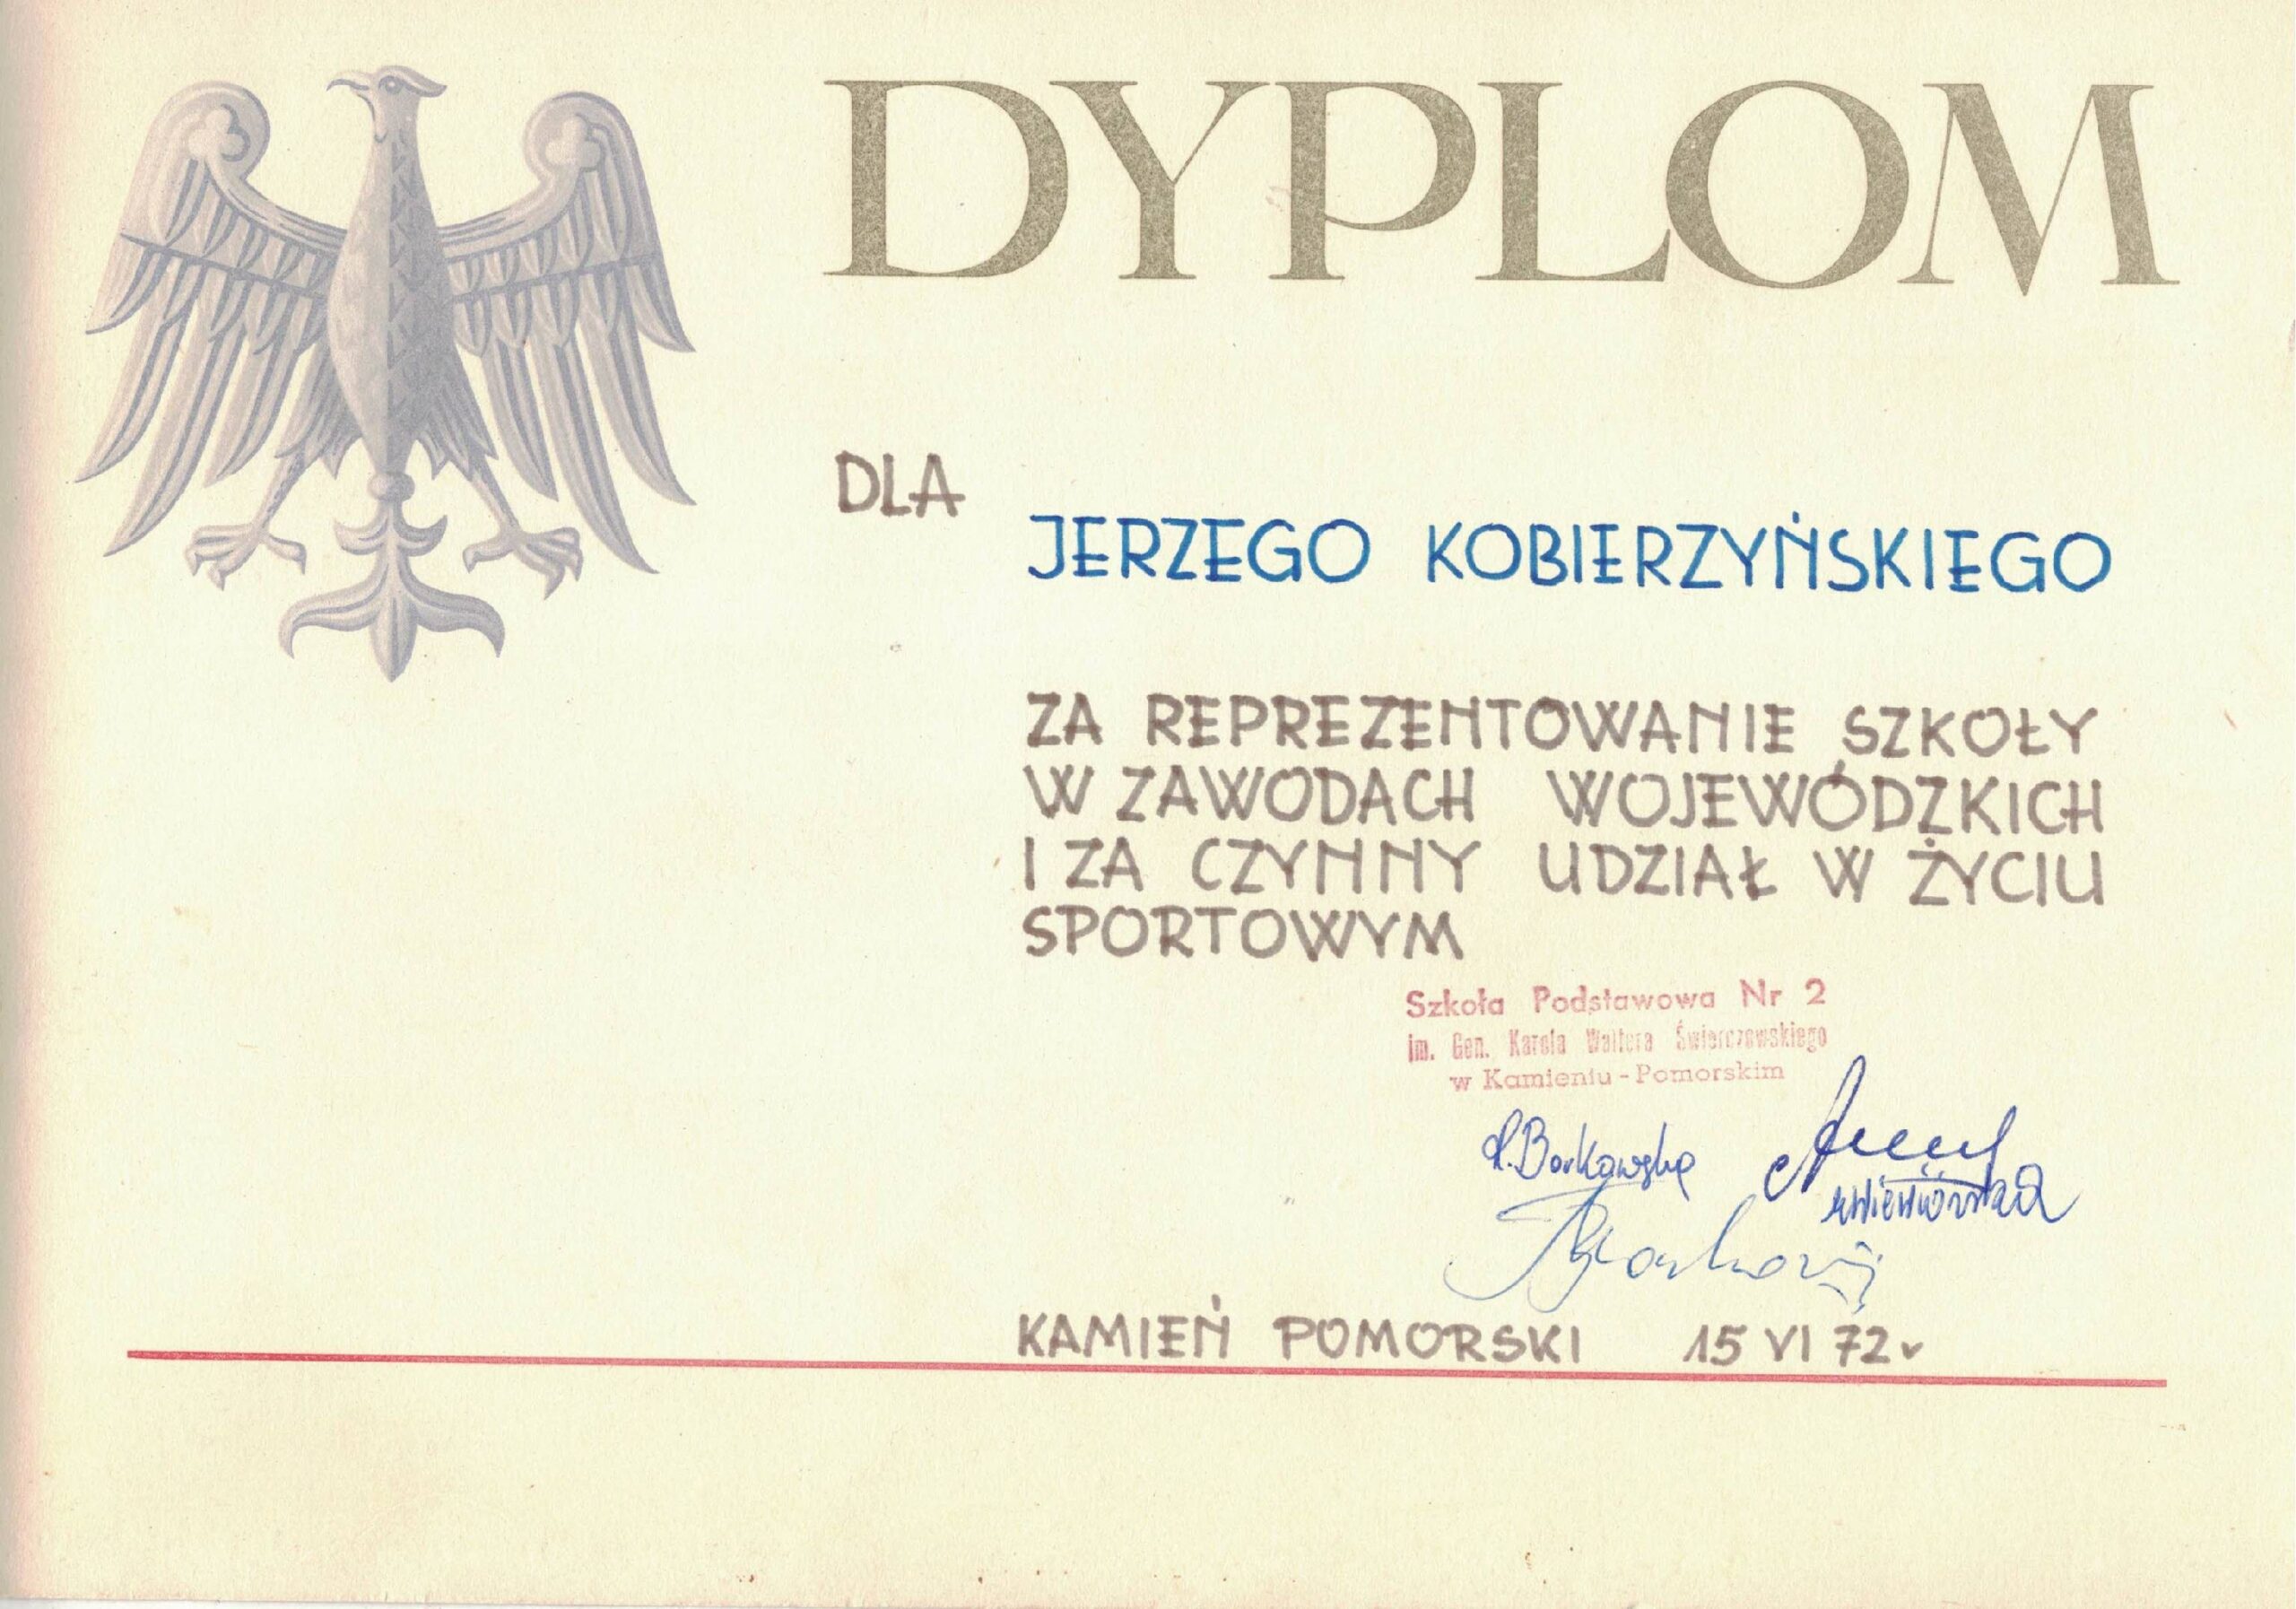 DYPLOM
DLA
JERZEGO KOBIERZYŃSKIEGO
ZA REPREZENTOWANIE SZKOŁY
W ZAWODACH WOJEWÓDZKICH
I ZA CZYNNY UDZIAŁ W ŻYCIU
SPORTOWYM
Szkoła Podstawowa Nr 2
im. Gen. Karola Waltera Świerczewskiego
w Kamieniu-Pomorskim
Borkowska
KAMIEŃ POMORSKI 15 VI 72 r